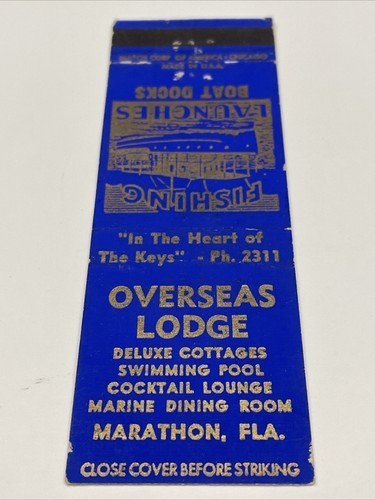 FISHING
LAUNCHES
BOAT DOCKS
"In The Heart of
The Keys" - Ph. 2311
OVERSEAS
LODGE
DELUXE COTTAGES
SWIMMING POOL
COCKTAIL LOUNGE
MARINE DINING ROOM
MARATHON, FLA.
CLOSE COVER BEFORE STRIKING